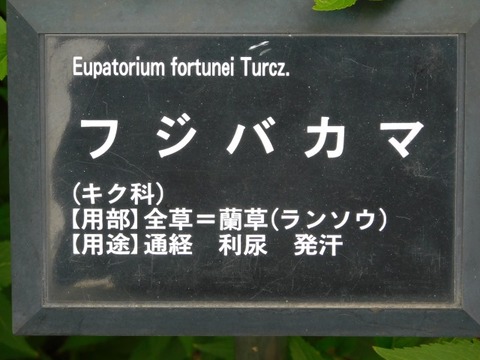 Eupatorium fortunei Turcz.
フジバカマ
(キク科)
【用部】全草＝蘭草(ランソウ)
【用途】通経　利尿　発汗